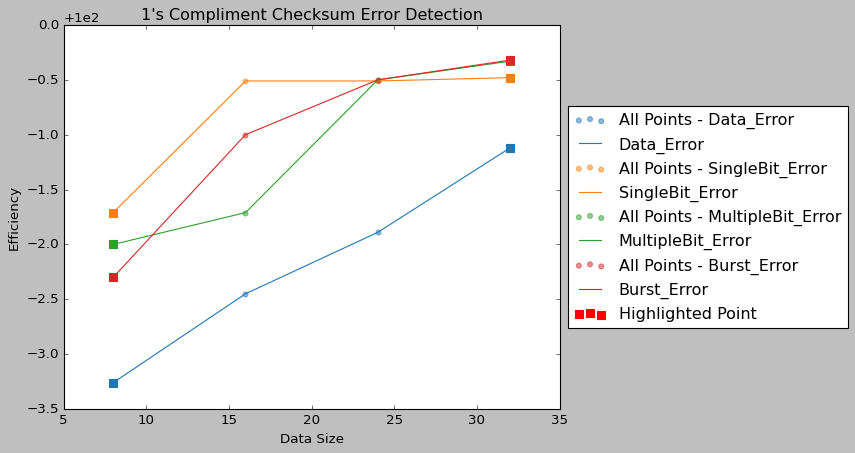 1's Compliment Checksum Error Detection
+1e2
0.0
−0.5
−1.0
−1.5
−2.0
−2.5
−3.0
−3.5
Efficiency
5
10
15
20
25
30
35
Data Size
All Points - Data_Error
Data_Error
All Points - SingleBit_Error
SingleBit_Error
All Points - MultipleBit_Error
MultipleBit_Error
All Points - Burst_Error
Burst_Error
Highlighted Point